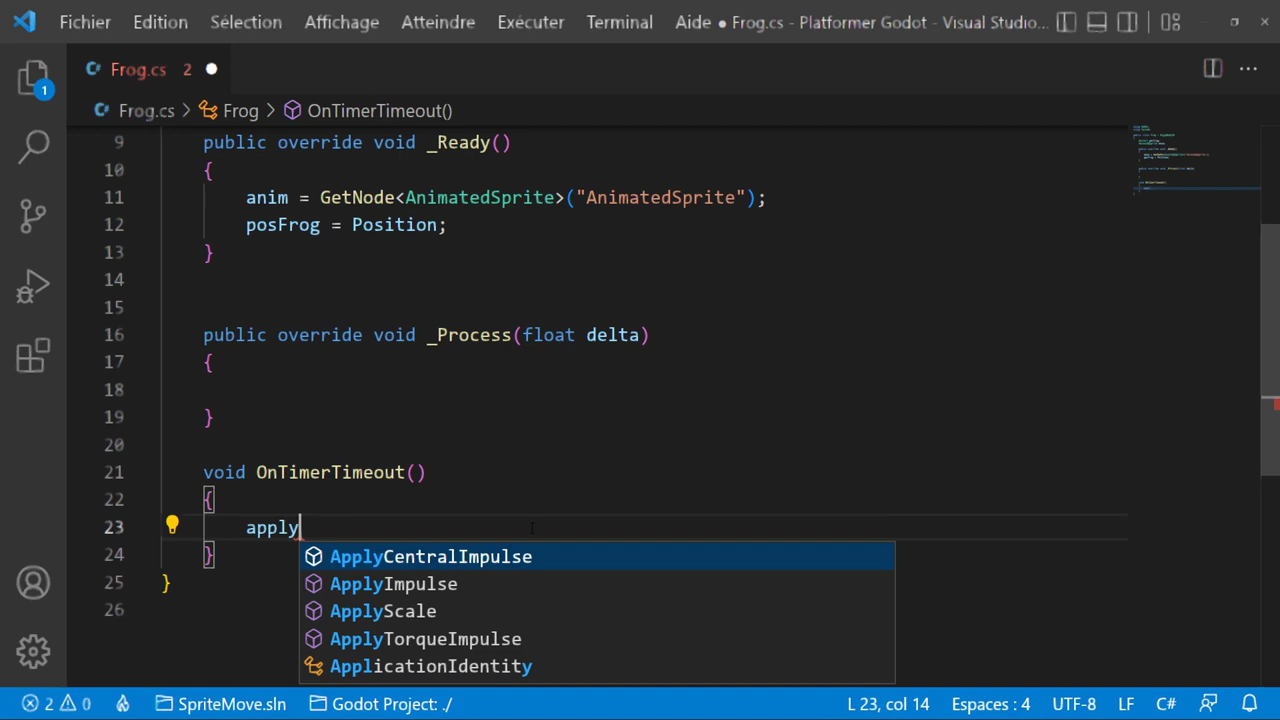 Fichier Edition Sélection Affichage Atteindre Exécuter Terminal Aide ● Frog.cs - Platformer Godot - Visual Studio...
Frog.cs 2 ●
Frog.cs > Frog > OnTimerTimeout()
9 public override void _Ready()
10 {
11 anim = GetNode<AnimatedSprite>("AnimatedSprite");
12 posFrog = Position;
13 }
14
15
16 public override void _Process(float delta)
17 {
18
19 }
20
21 void OnTimerTimeout()
22 {
23 apply
24 }
25 }
26
ApplyCentralImpulse
ApplyImpulse
ApplyScale
ApplyTorqueImpulse
ApplicationIdentity
1
2 0 SpriteMove.sln Godot Project: ./ L 23, col 14 Espaces : 4 UTF-8 LF C#